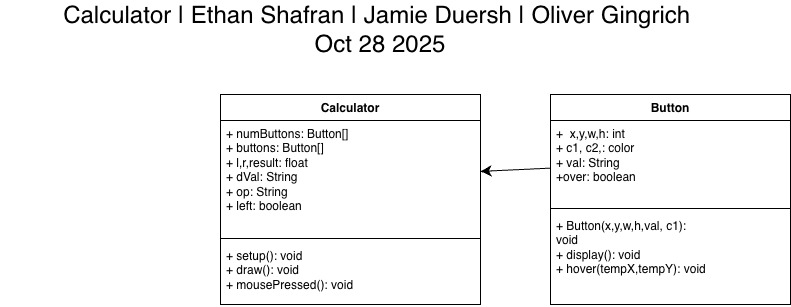 Calculator | Ethan Shafran | Jamie Duersh | Oliver Gingrich
Oct 28 2025
Calculator
+ numButtons: Button[]
+ buttons: Button[]
+ l,r,result: float
+ dVal: String
+ op: String
+ left: boolean
+ setup(): void
+ draw(): void
+ mousePressed(): void
Button
+  x,y,w,h: int
+ c1, c2,: color
+ val: String
+over: boolean
+ Button(x,y,w,h,val, c1):
void
+ display(): void
+ hover(tempX,tempY): void